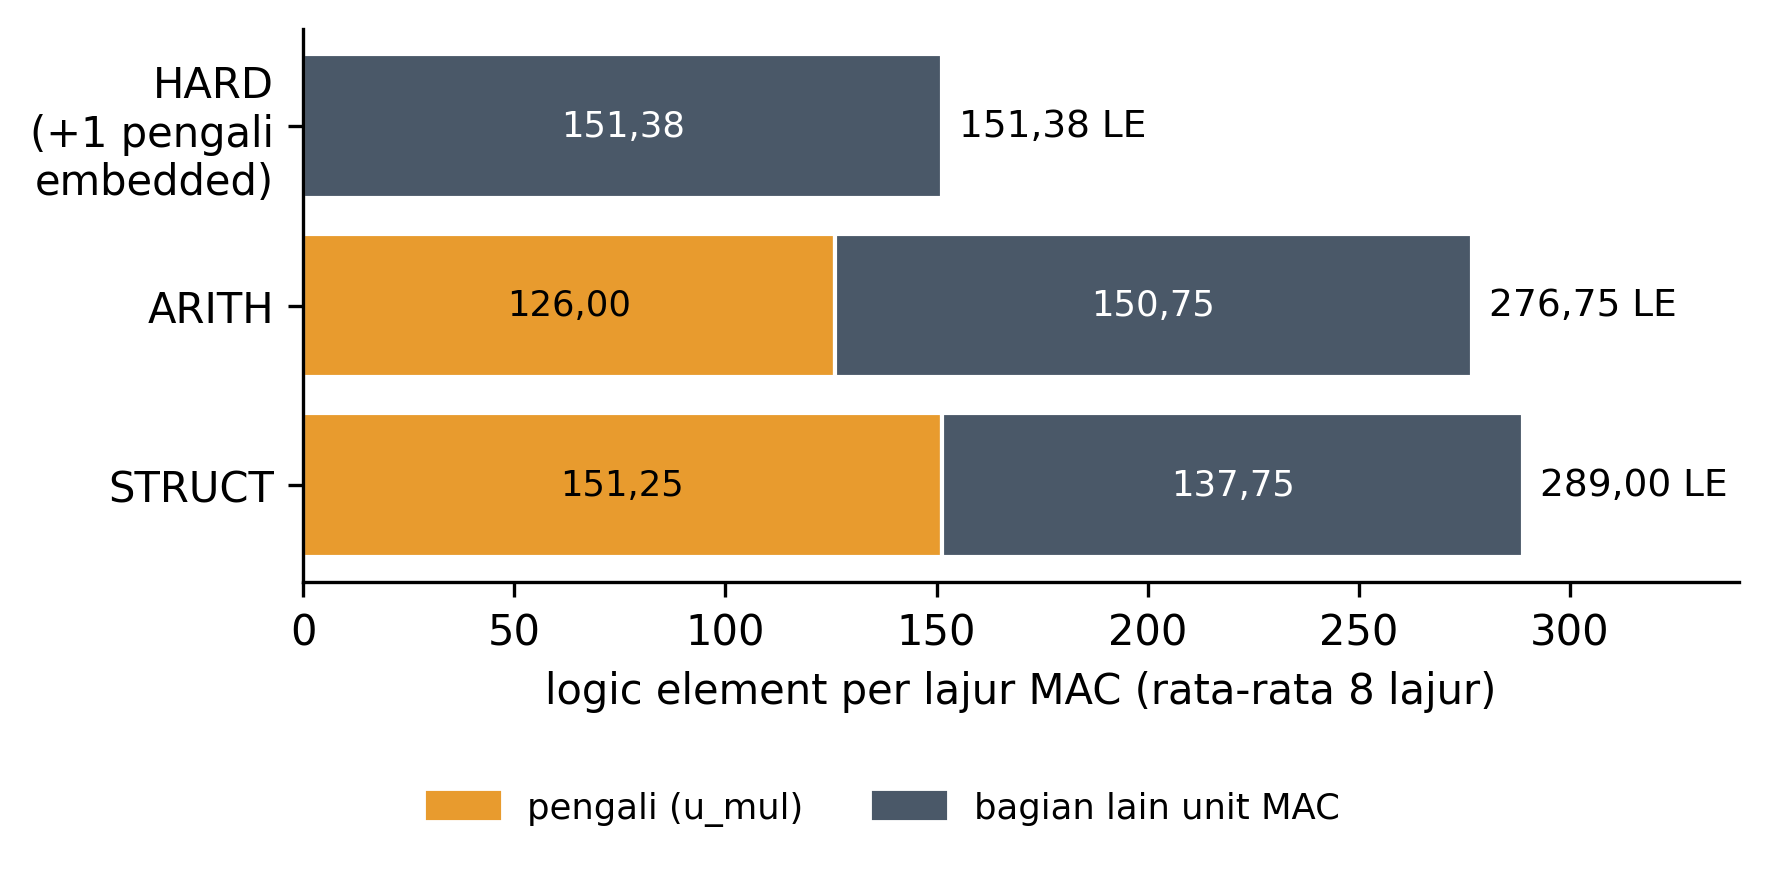 HARD
(+1 pengali
embedded)
151,38
151,38 LE
ARITH
126,00
150,75
276,75 LE
STRUCT
151,25
137,75
289,00 LE
0 50 100 150 200 250 300
logic element per lajur MAC (rata-rata 8 lajur)
pengali (u_mul)
bagian lain unit MAC